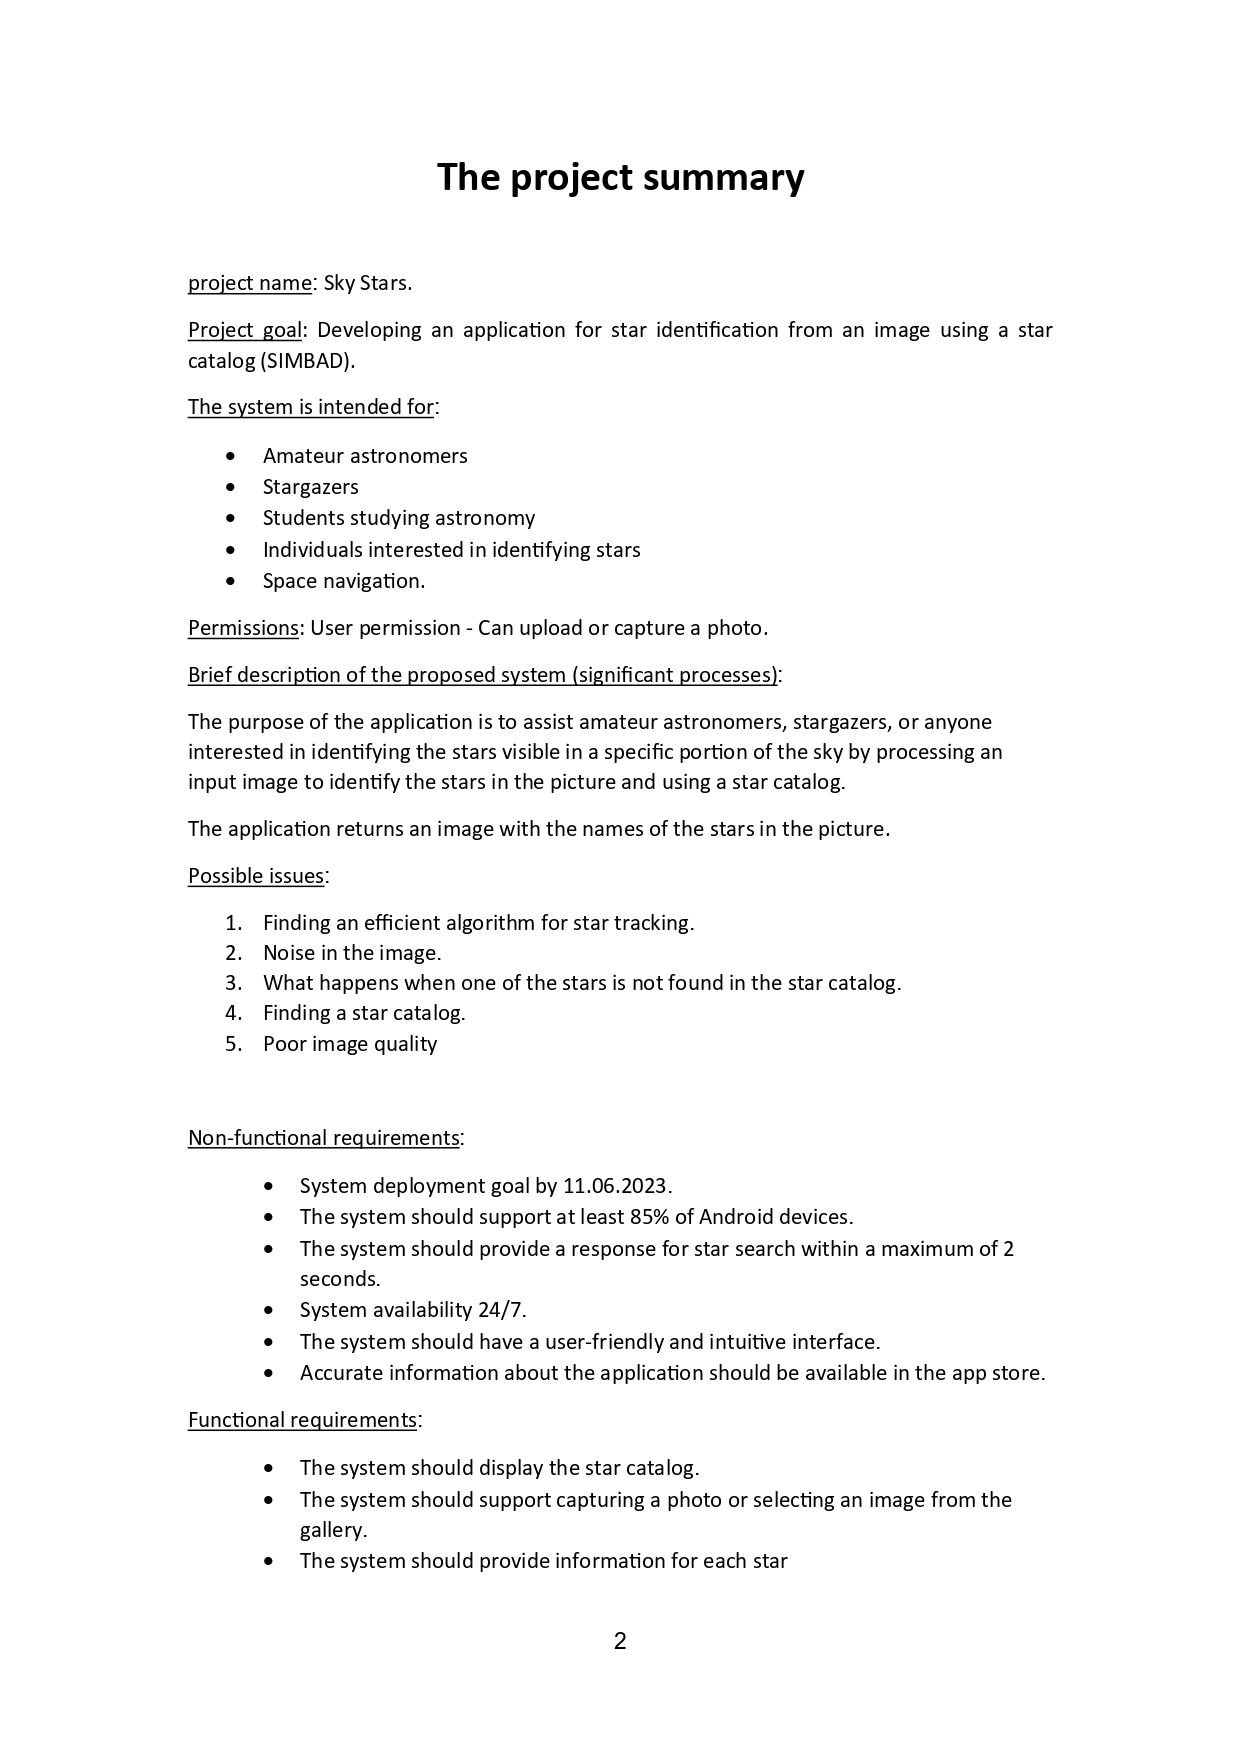 The project summary
project name: Sky Stars.
Project goal: Developing an application for star identification from an image using a star
catalog (SIMBAD).
The system is intended for:
• Amateur astronomers
• Stargazers
• Students studying astronomy
• Individuals interested in identifying stars
• Space navigation.
Permissions: User permission - Can upload or capture a photo.
Brief description of the proposed system (significant processes):
The purpose of the application is to assist amateur astronomers, stargazers, or anyone
interested in identifying the stars visible in a specific portion of the sky by processing an
input image to identify the stars in the picture and using a star catalog.
The application returns an image with the names of the stars in the picture.
Possible issues:
1. Finding an efficient algorithm for star tracking.
2. Noise in the image.
3. What happens when one of the stars is not found in the star catalog.
4. Finding a star catalog.
5. Poor image quality
Non-functional requirements:
• System deployment goal by 11.06.2023.
• The system should support at least 85% of Android devices.
• The system should provide a response for star search within a maximum of 2
seconds.
• System availability 24/7.
• The system should have a user-friendly and intuitive interface.
• Accurate information about the application should be available in the app store.
Functional requirements:
• The system should display the star catalog.
• The system should support capturing a photo or selecting an image from the
gallery.
• The system should provide information for each star
2